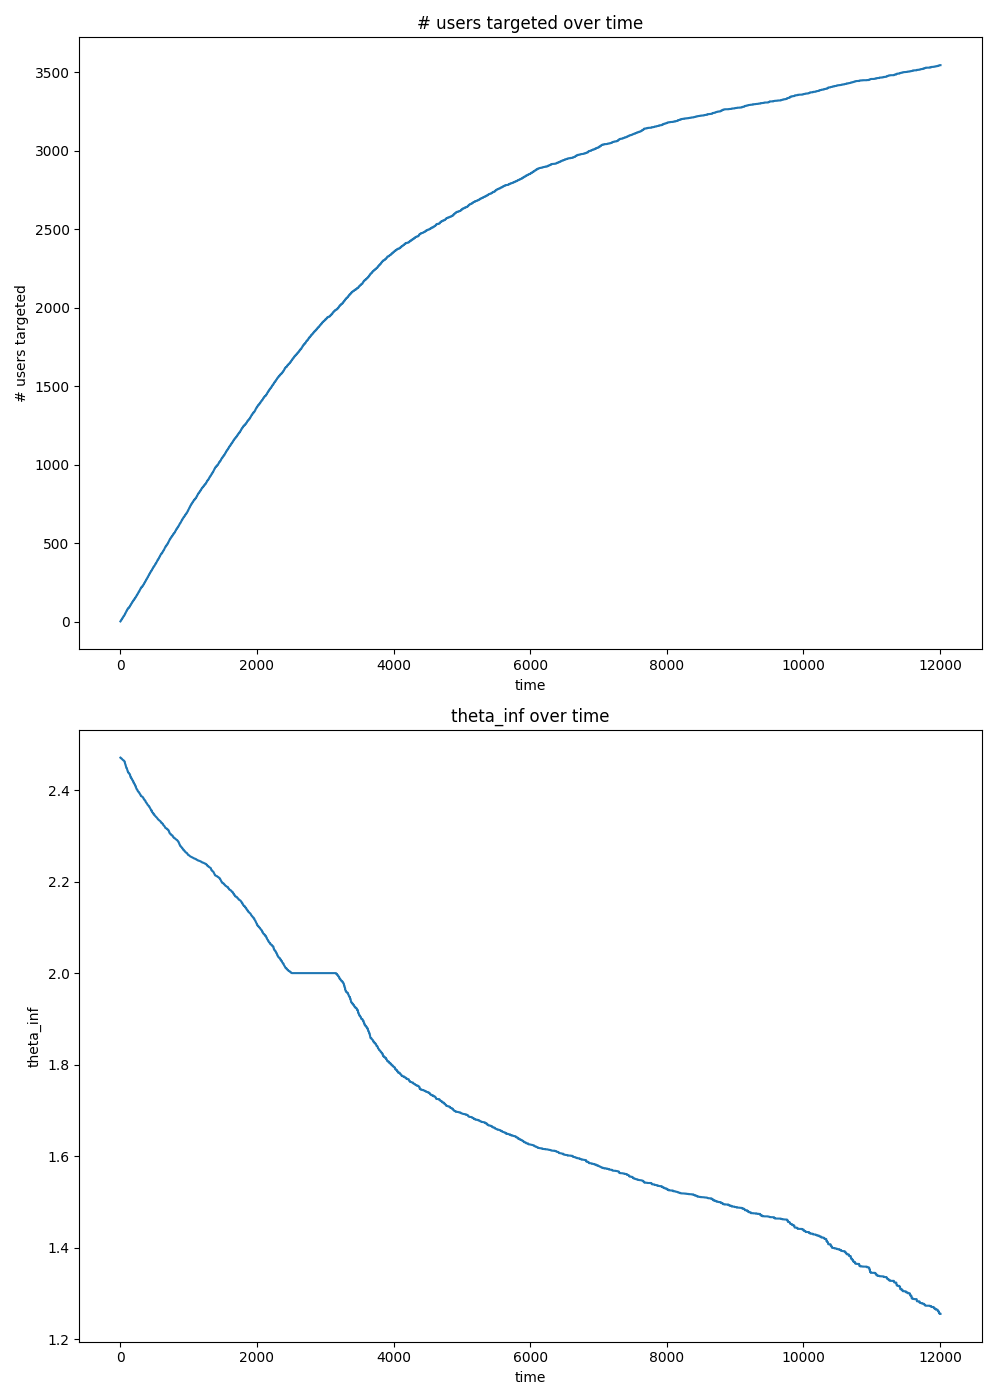 # users targeted over time
3500
3000
2500
2000
1500
1000
500
0
# users targeted
0 2000 4000 6000 8000 10000 12000
time
theta_inf over time
2.4
2.2
2.0
1.8
1.6
1.4
1.2
theta_inf
0 2000 4000 6000 8000 10000 12000
time